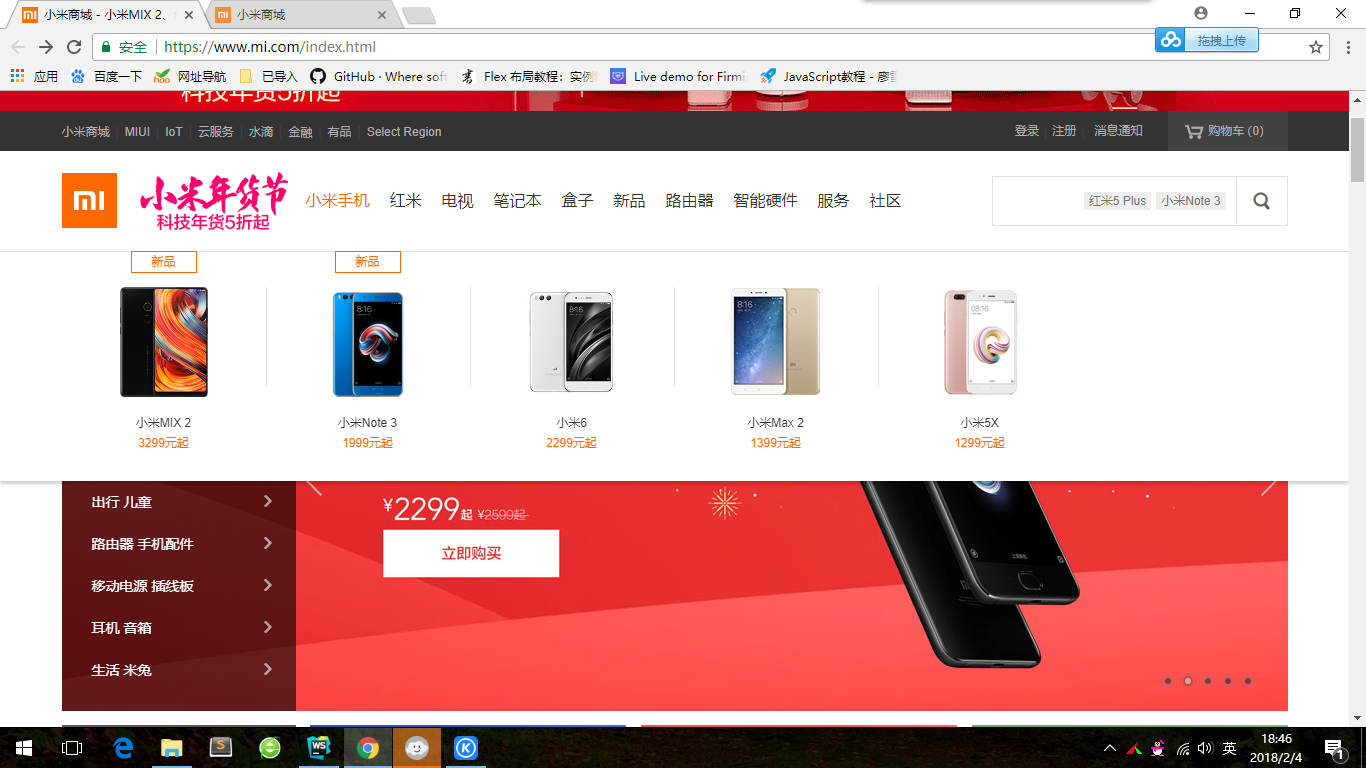 小米商城 - 小米MIX 2、
小米商城
安全 https://www.mi.com/index.html
拖拽上传
应用 百度一下 网址导航 已导入 GitHub · Where soft Flex 布局教程：实例 Live demo for Firmi JavaScript教程 - 廖雪
科技年货5折起
小米商城 MIUI IoT 云服务 水滴 金融 有品 Select Region 登录 注册 消息通知 购物车 (0)
mi 小米年货节 科技年货5折起 小米手机 红米 电视 笔记本 盒子 新品 路由器 智能硬件 服务 社区 红米5 Plus 小米Note 3
新品 新品
8:16 8:16 8:16 08:16
小米MIX 2 小米Note 3 小米6 小米Max 2 小米5X
3299元起 1999元起 2299元起 1399元起 1299元起
出行 儿童
¥2299起 ¥2599起
路由器 手机配件
立即购买
移动电源 插线板
耳机 音箱
生活 米兔
英 18:46
2018/2/4
1